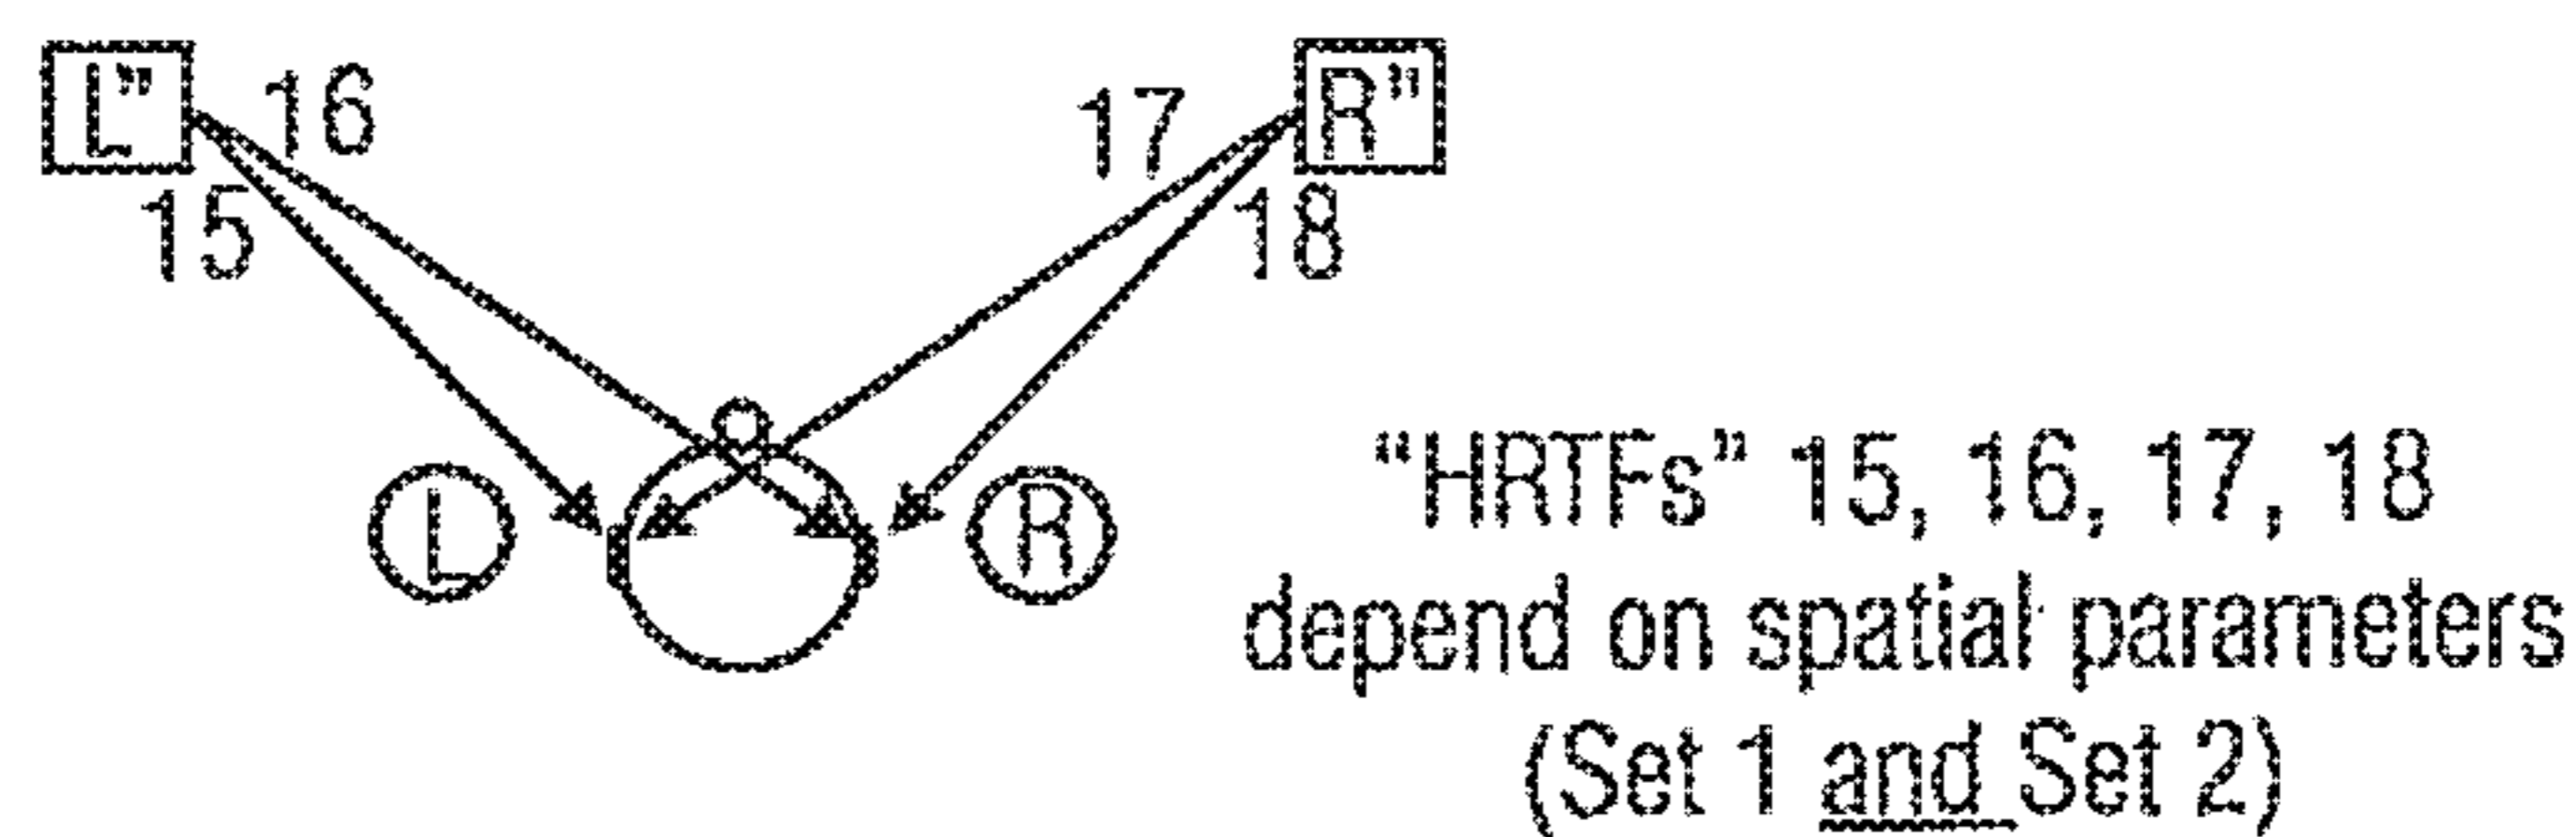 L” 16 17 R”
15 18
L R
“HRTFs” 15, 16, 17, 18
depend on spatial parameters
(Set 1 and Set 2)